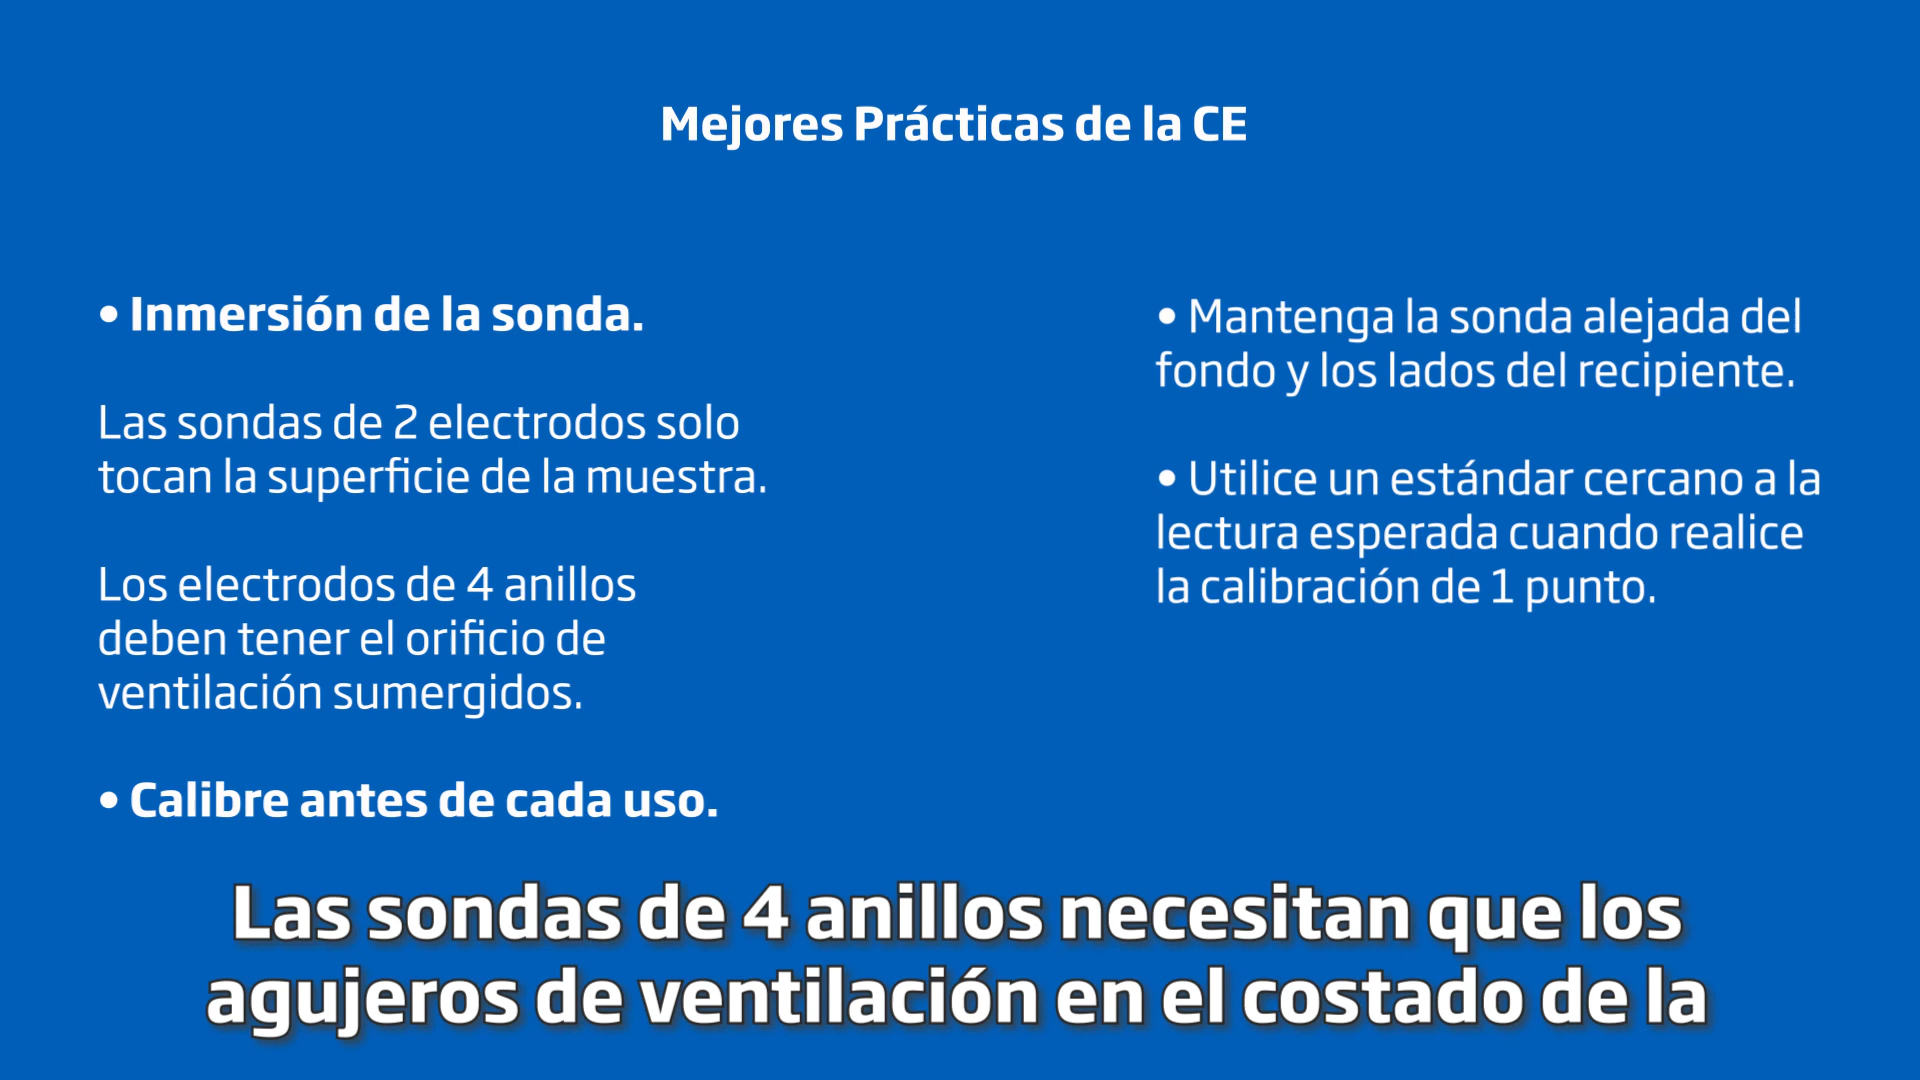 Mejores Prácticas de la CE
• Inmersión de la sonda.
Las sondas de 2 electrodos solo
tocan la superficie de la muestra.
Los electrodos de 4 anillos
deben tener el orificio de
ventilación sumergidos.
• Calibre antes de cada uso.
• Mantenga la sonda alejada del
fondo y los lados del recipiente.
• Utilice un estándar cercano a la
lectura esperada cuando realice
la calibración de 1 punto.
Las sondas de 4 anillos necesitan que los
agujeros de ventilación en el costado de la